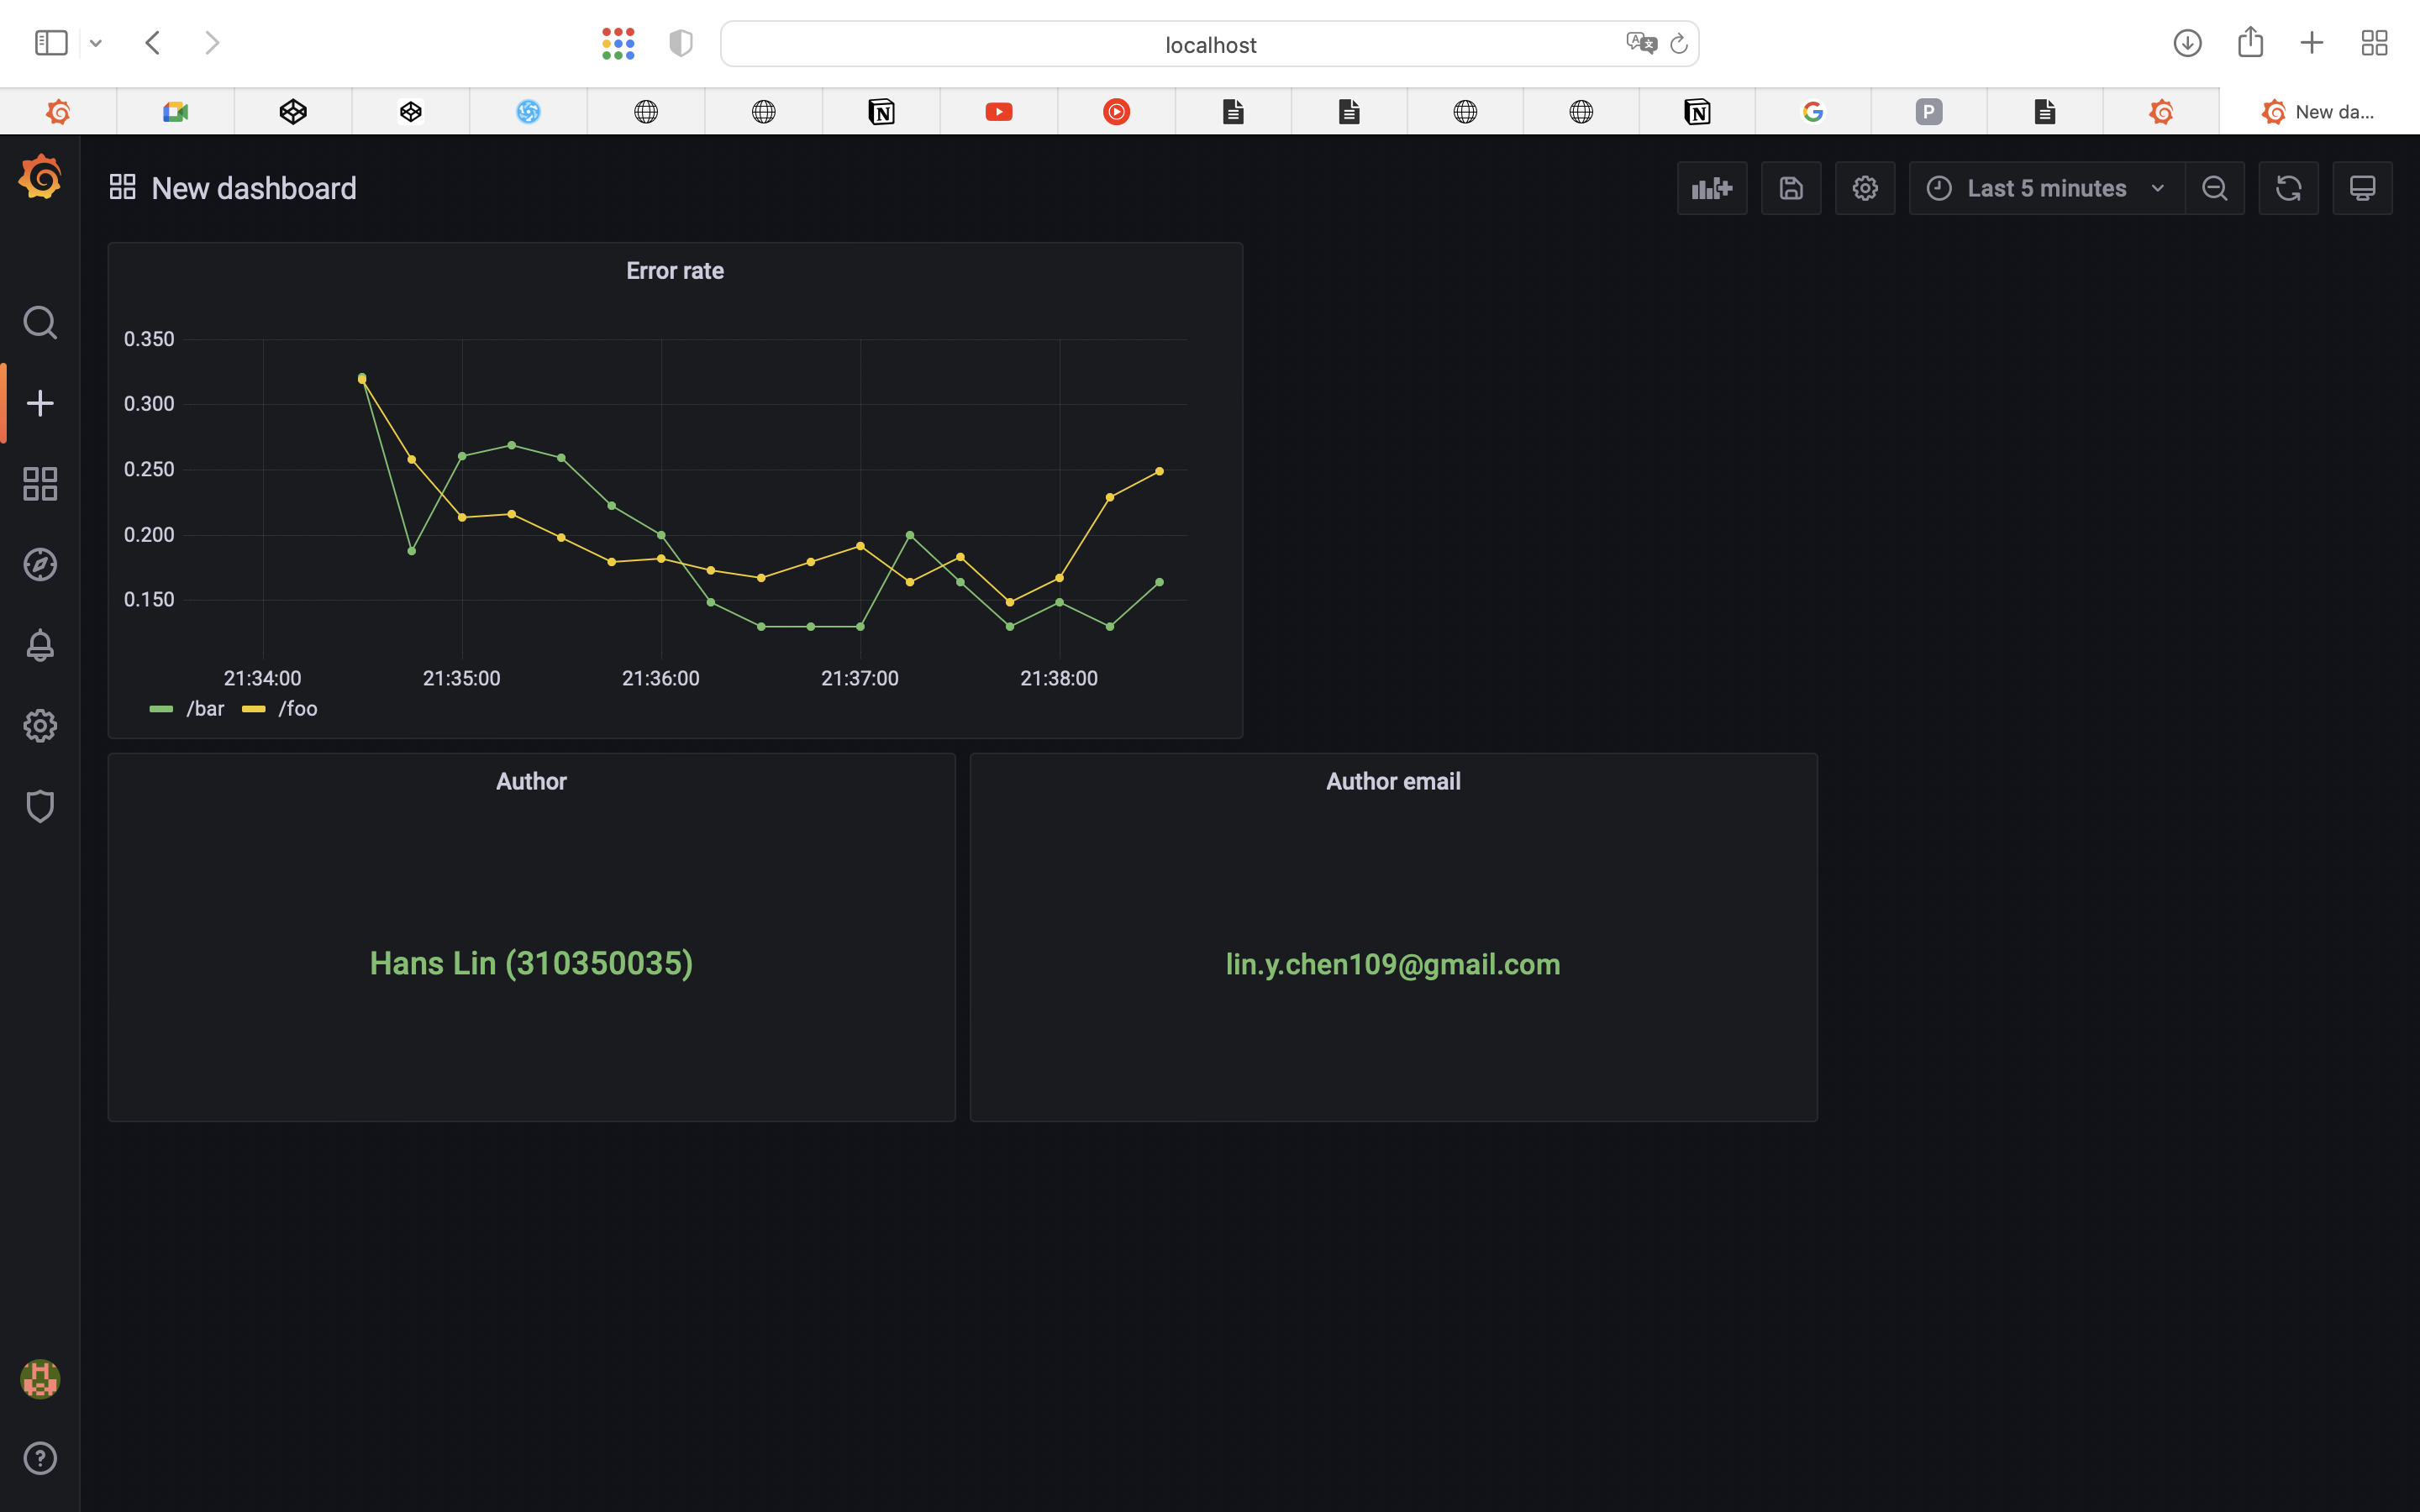 localhost
New da...
New dashboard
Last 5 minutes
Error rate
0.350
0.300
0.250
0.200
0.150
21:34:00 21:35:00 21:36:00 21:37:00 21:38:00
/bar /foo
Author
Hans Lin (310350035)
Author email
lin.y.chen109@gmail.com